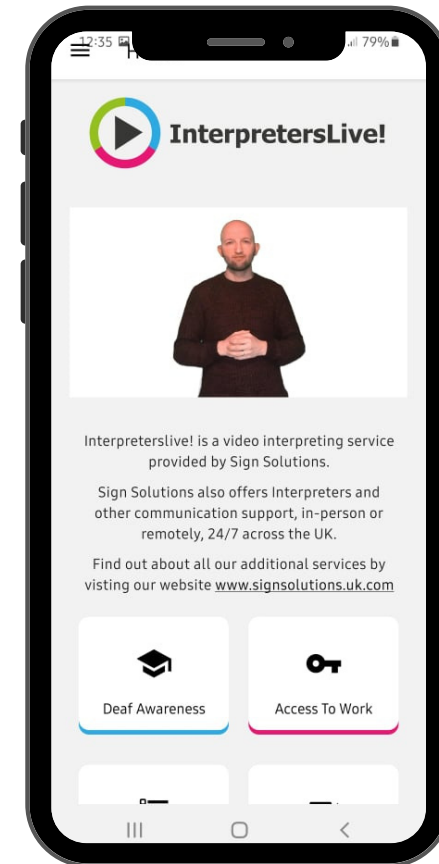 12:35
79%
InterpretersLive!
Interpreterslive! is a video interpreting service
provided by Sign Solutions.
Sign Solutions also offers Interpreters and
other communication support, in-person or
remotely, 24/7 across the UK.
Find out about all our additional services by
visting our website www.signsolutions.uk.com
Deaf Awareness
Access To Work